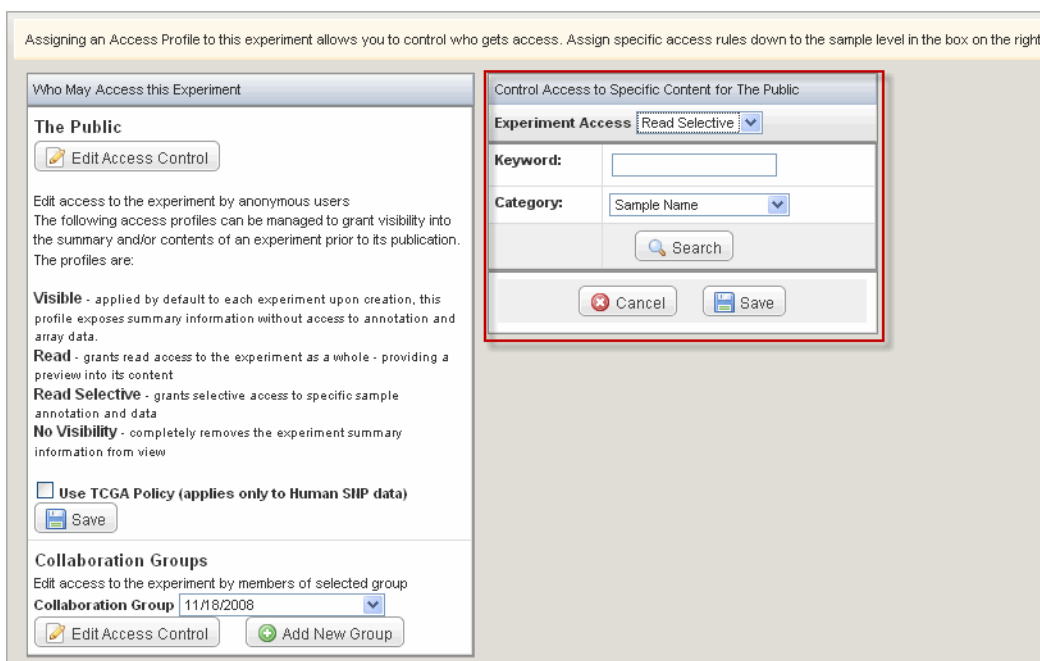 Assigning an Access Profile to this experiment allows you to control who gets access. Assign specific access rules down to the sample level in the box on the right
Who May Access this Experiment
The Public
Edit Access Control
Edit access to the experiment by anonymous users
The following access profiles can be managed to grant visibility into
the summary and/or contents of an experiment prior to its publication.
The profiles are:
Visible - applied by default to each experiment upon creation, this
profile exposes summary information without access to annotation and
array data.
Read - grants read access to the experiment as a whole - providing a
preview into its content
Read Selective - grants selective access to specific sample
annotation and data
No Visibility - completely removes the experiment summary
information from view
Use TCGA Policy (applies only to Human SNP data)
Save
Collaboration Groups
Edit access to the experiment by members of selected group
Collaboration Group 11/18/2008
Edit Access Control Add New Group
Control Access to Specific Content for The Public
Experiment Access Read Selective
Keyword:
Category: Sample Name
Search
Cancel Save